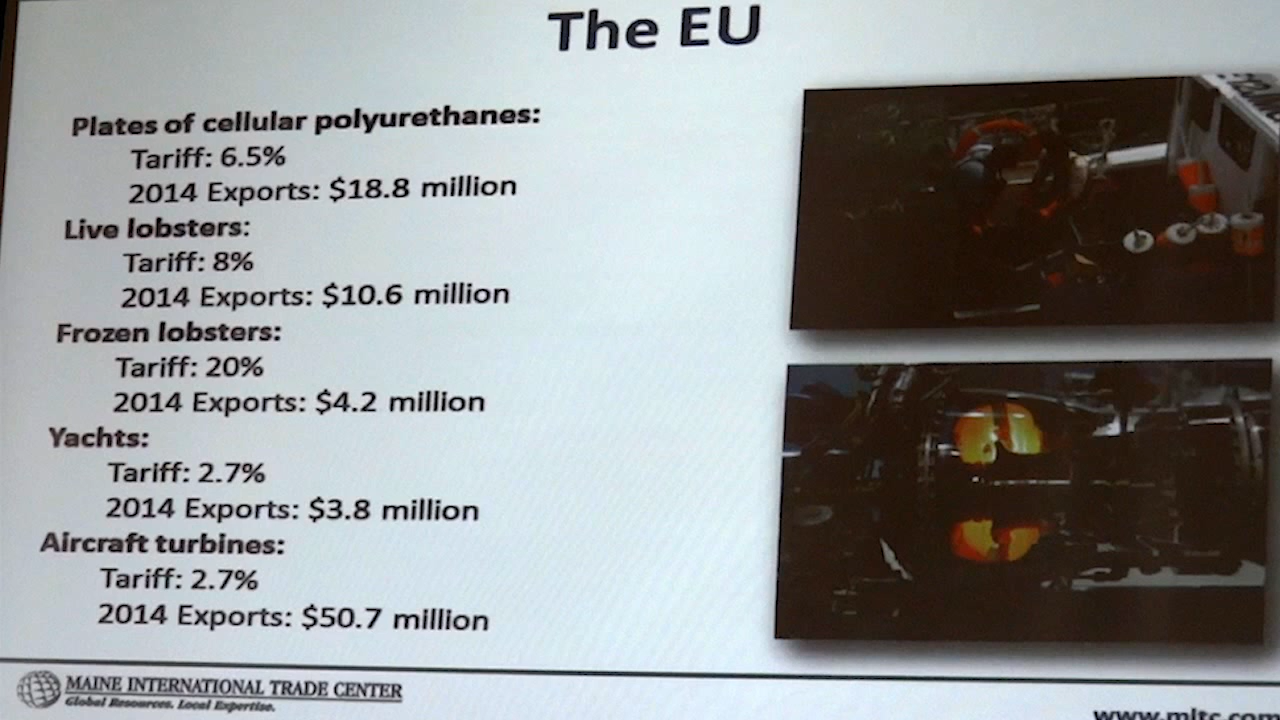 The EU
Plates of cellular polyurethanes:
Tariff: 6.5%
2014 Exports: $18.8 million
Live lobsters:
Tariff: 8%
2014 Exports: $10.6 million
Frozen lobsters:
Tariff: 20%
2014 Exports: $4.2 million
Yachts:
Tariff: 2.7%
2014 Exports: $3.8 million
Aircraft turbines:
Tariff: 2.7%
2014 Exports: $50.7 million
MAINE INTERNATIONAL TRADE CENTER
Global Resources. Local Expertise.
www.mitc.com